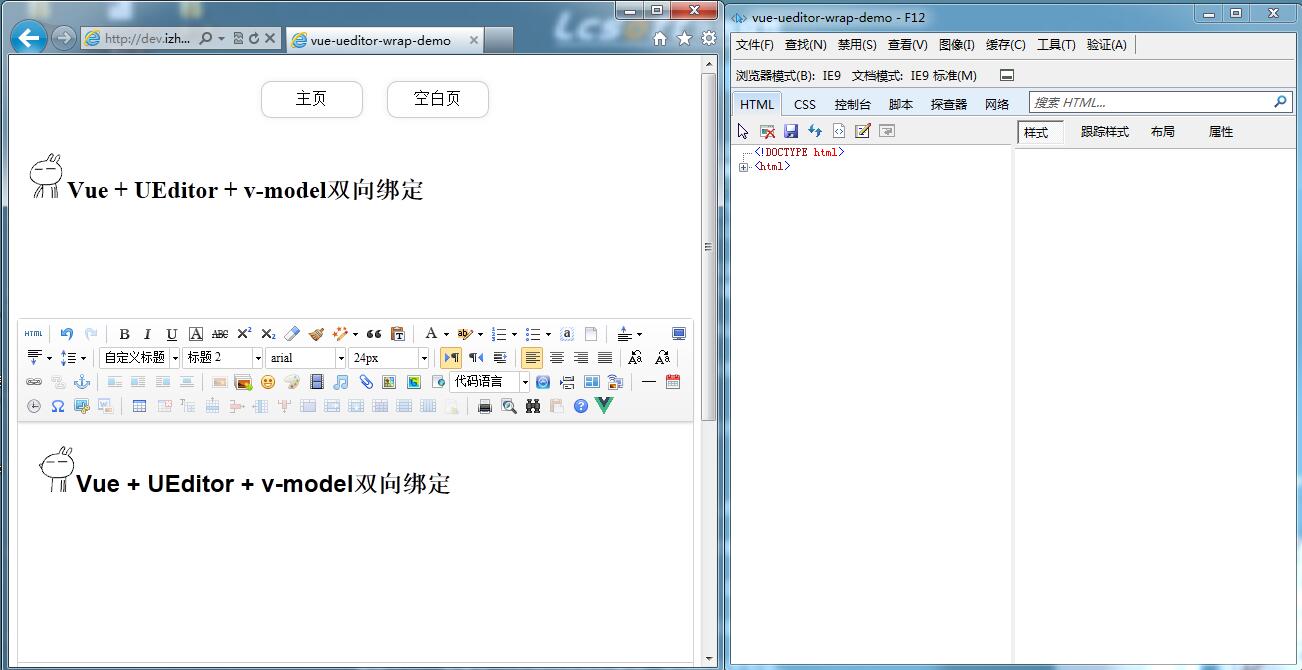 Lcso
http://dev.izh...
vue-ueditor-wrap-demo
主页
空白页
Vue + UEditor + v-model双向绑定
HTML B I U A ABC X² X₂ T A ab a
自定义标题 标题 2 arial 24px
代码语言
Vue + UEditor + v-model双向绑定
vue-ueditor-wrap-demo - F12
文件(F) 查找(N) 禁用(S) 查看(V) 图像(I) 缓存(C) 工具(T) 验证(A)
浏览器模式(B): IE9 文档模式: IE9 标准(M)
HTML CSS 控制台 脚本 探查器 网络 搜索 HTML...
样式 跟踪样式 布局 属性
<!DOCTYPE html>
<html>